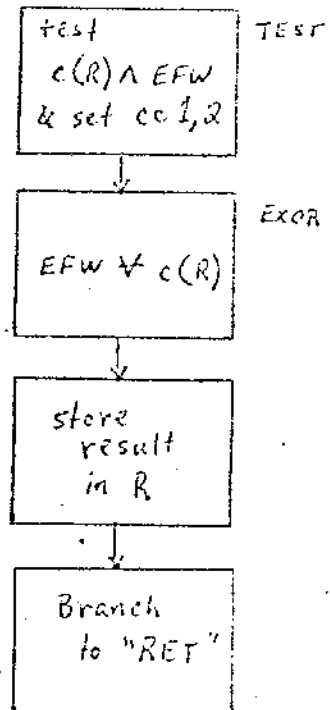 test
TEST
c(R) ∧ EFW
& set cc 1,2
EXOR
EFW ⊻ c(R)
store
result
in R
Branch
to "RET"